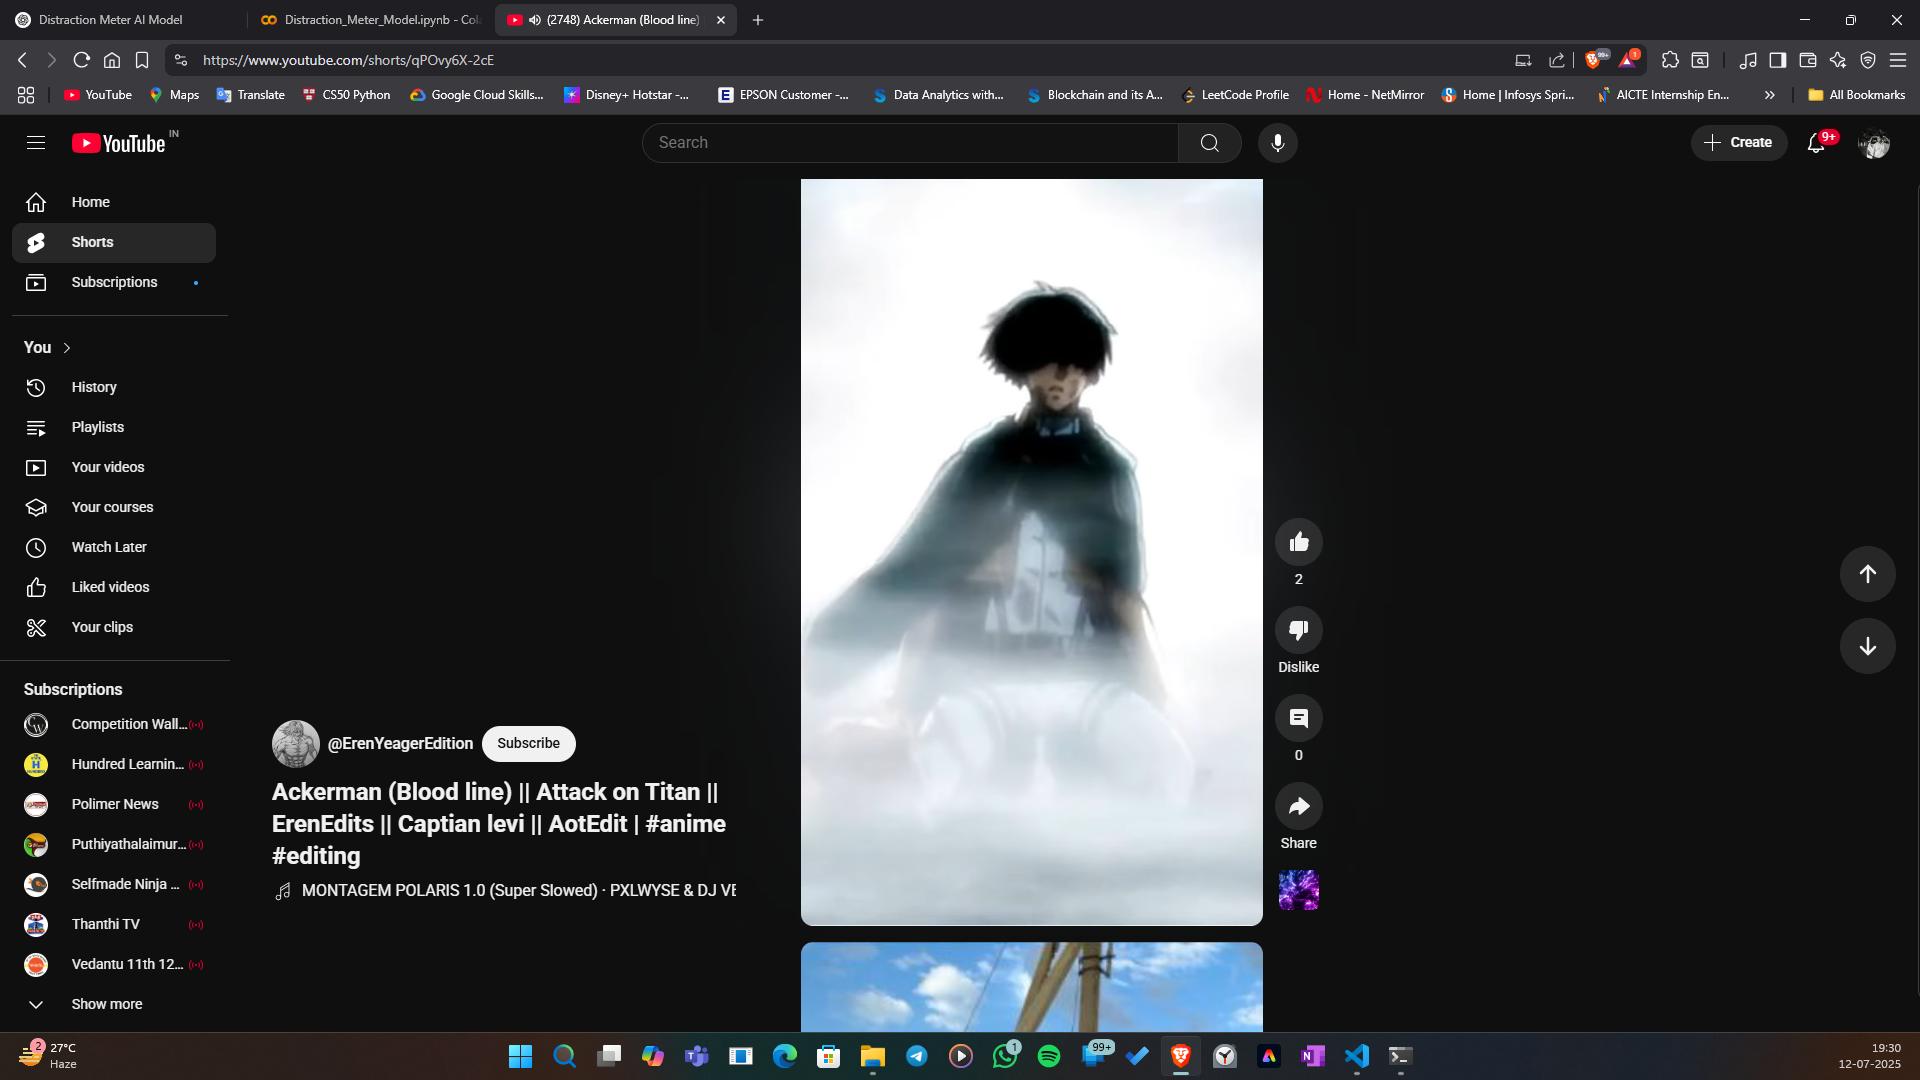 Distraction Meter AI Model
Distraction_Meter_Model.ipynb - Col
(2748) Ackerman (Blood line)
https://www.youtube.com/shorts/qPOvy6X-2cE
99+
1
YouTube
Maps
Translate
CS50 Python
Google Cloud Skills...
Disney+ Hotstar -...
EPSON Customer -...
Data Analytics with...
Blockchain and its A...
LeetCode Profile
Home - NetMirror
Home | Infosys Spri...
AICTE Internship En...
All Bookmarks
YouTube IN
Search
Create
9+
Home
Shorts
Subscriptions
You
History
Playlists
Your videos
Your courses
Watch Later
Liked videos
Your clips
Subscriptions
Competition Wall...
Hundred Learnin...
Polimer News
Puthiyathalaimur...
Selfmade Ninja ...
Thanthi TV
Vedantu 11th 12...
Show more
@ErenYeagerEdition
Subscribe
Ackerman (Blood line) || Attack on Titan ||
ErenEdits || Captian levi || AotEdit | #anime
#editing
MONTAGEM POLARIS 1.0 (Super Slowed) · PXLWYSE & DJ VE
2
Dislike
0
Share
2
27°C
Haze
1
99+
19:30
12-07-2025